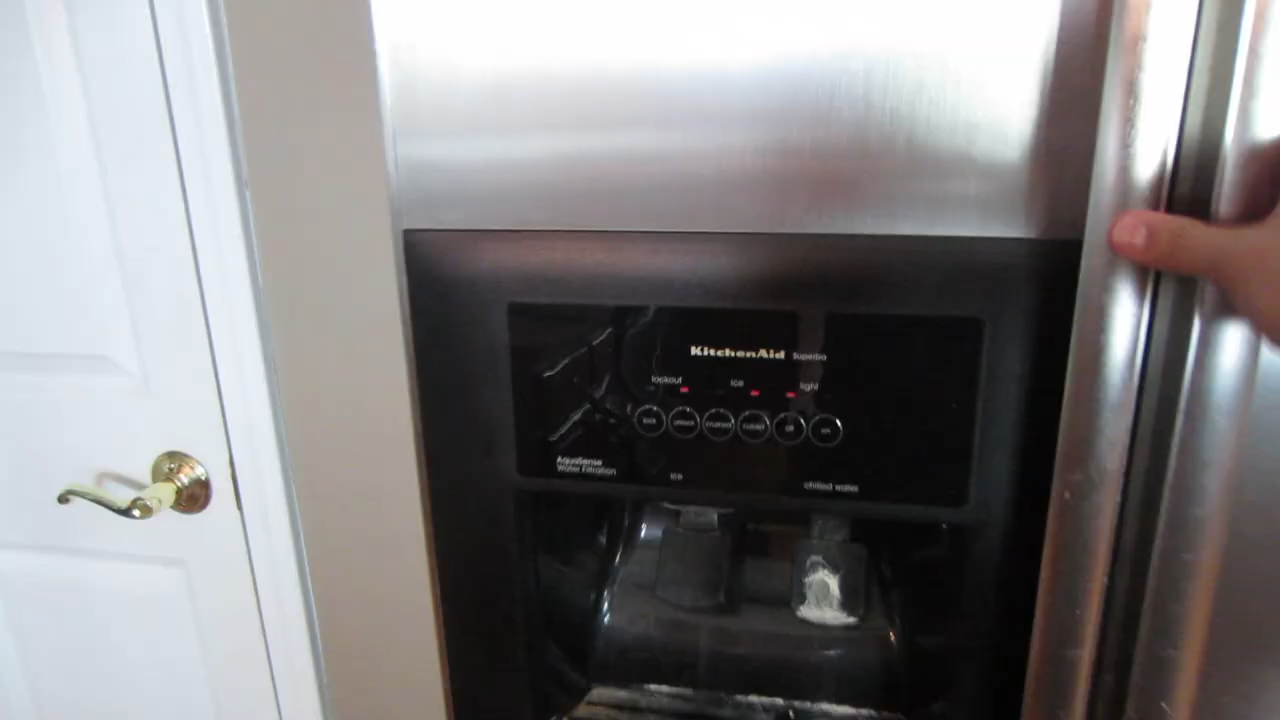 KitchenAid Superba
lockout ice light
lock unlock crushed cubed off on
AquaSense
Water Filtration
ice
chilled water